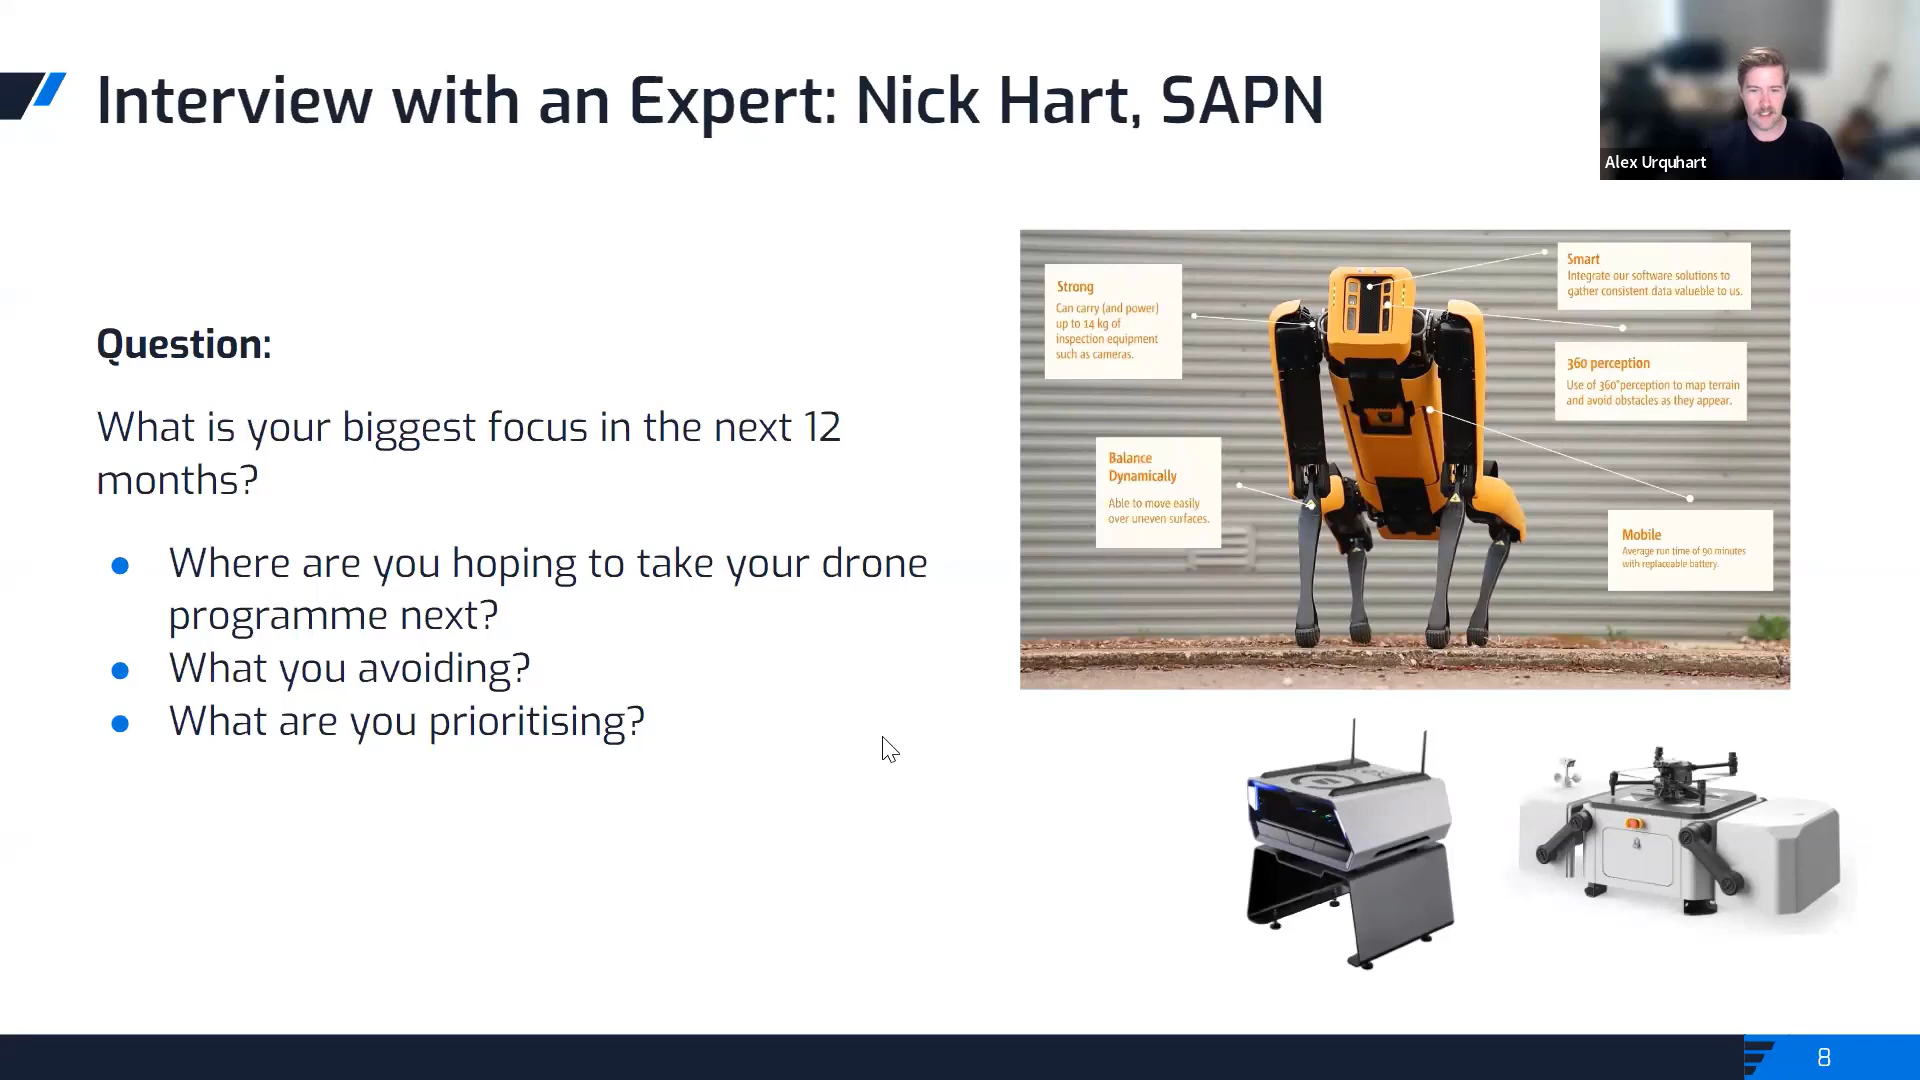 Interview with an Expert: Nick Hart, SAPN
Alex Urquhart
Question:
What is your biggest focus in the next 12
months?
Where are you hoping to take your drone
programme next?
What you avoiding?
What are you prioritising?
Strong
Can carry (and power)
up to 14 kg of
inspection equipment
such as cameras.
Balance
Dynamically
Able to move easily
over uneven surfaces.
Smart
Integrate our software solutions to
gather consistent data valueble to us.
360 perception
Use of 360°perception to map terrain
and avoid obstacles as they appear.
Mobile
Average run time of 90 minutes
with replaceable battery.
8